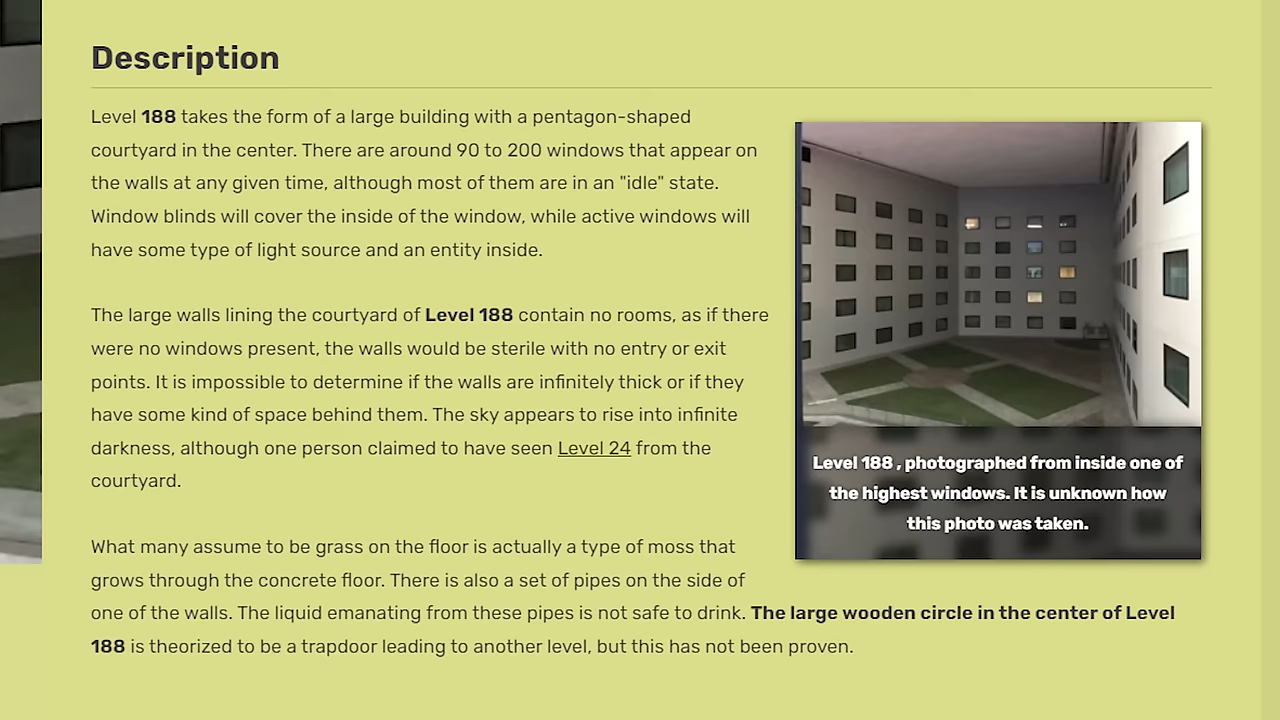 Description
Level 188 takes the form of a large building with a pentagon-shaped
courtyard in the center. There are around 90 to 200 windows that appear on
the walls at any given time, although most of them are in an "idle" state.
Window blinds will cover the inside of the window, while active windows will
have some type of light source and an entity inside.
The large walls lining the courtyard of Level 188 contain no rooms, as if there
were no windows present, the walls would be sterile with no entry or exit
points. It is impossible to determine if the walls are infinitely thick or if they
have some kind of space behind them. The sky appears to rise into infinite
darkness, although one person claimed to have seen Level 24 from the
courtyard.
What many assume to be grass on the floor is actually a type of moss that
grows through the concrete floor. There is also a set of pipes on the side of
one of the walls. The liquid emanating from these pipes is not safe to drink. The large wooden circle in the center of Level
188 is theorized to be a trapdoor leading to another level, but this has not been proven.
Level 188 , photographed from inside one of
the highest windows. It is unknown how
this photo was taken.